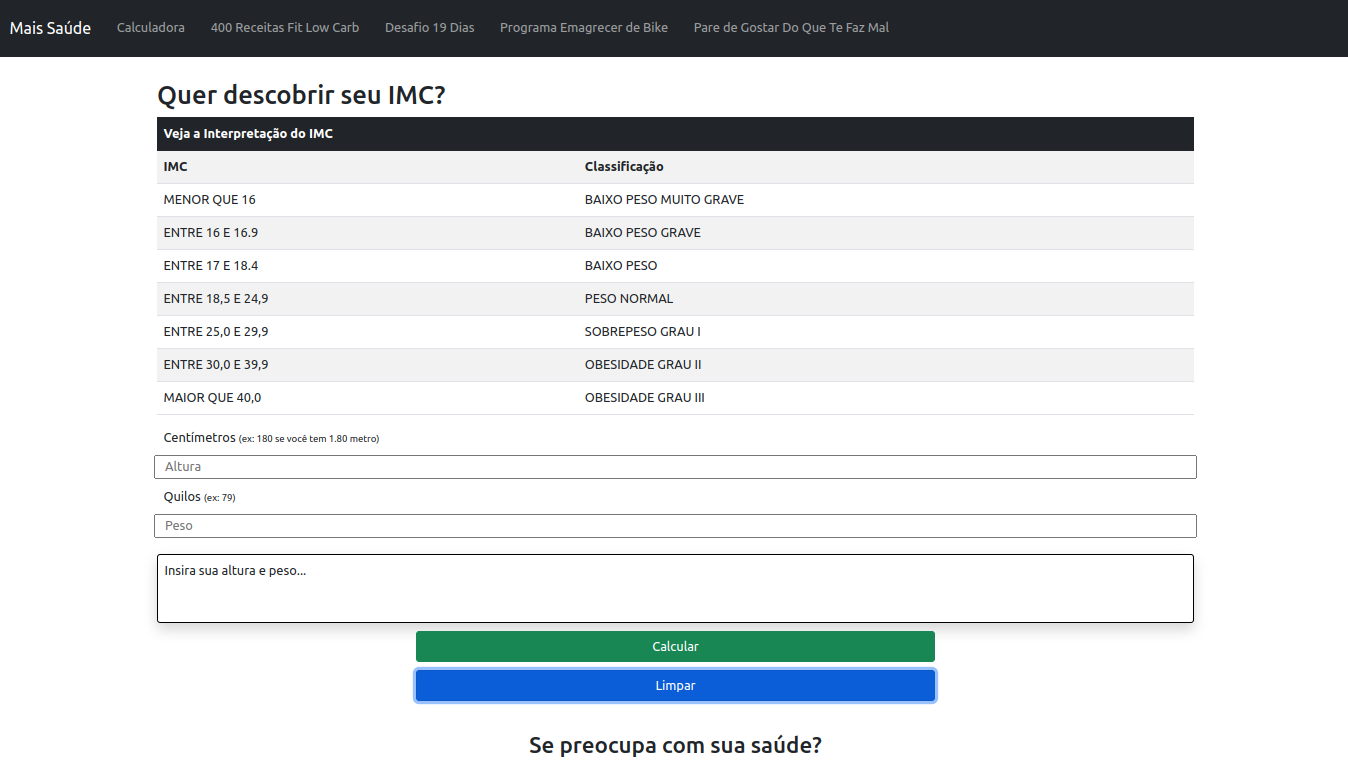 Mais Saúde Calculadora 400 Receitas Fit Low Carb Desafio 19 Dias Programa Emagrecer de Bike Pare de Gostar Do Que Te Faz Mal
Quer descobrir seu IMC?
Veja a Interpretação do IMC
IMC Classificação
MENOR QUE 16 BAIXO PESO MUITO GRAVE
ENTRE 16 E 16.9 BAIXO PESO GRAVE
ENTRE 17 E 18.4 BAIXO PESO
ENTRE 18,5 E 24,9 PESO NORMAL
ENTRE 25,0 E 29,9 SOBREPESO GRAU I
ENTRE 30,0 E 39,9 OBESIDADE GRAU II
MAIOR QUE 40,0 OBESIDADE GRAU III
Centímetros (ex: 180 se você tem 1.80 metro)
Altura
Quilos (ex: 79)
Peso
Insira sua altura e peso...
Calcular
Limpar
Se preocupa com sua saúde?